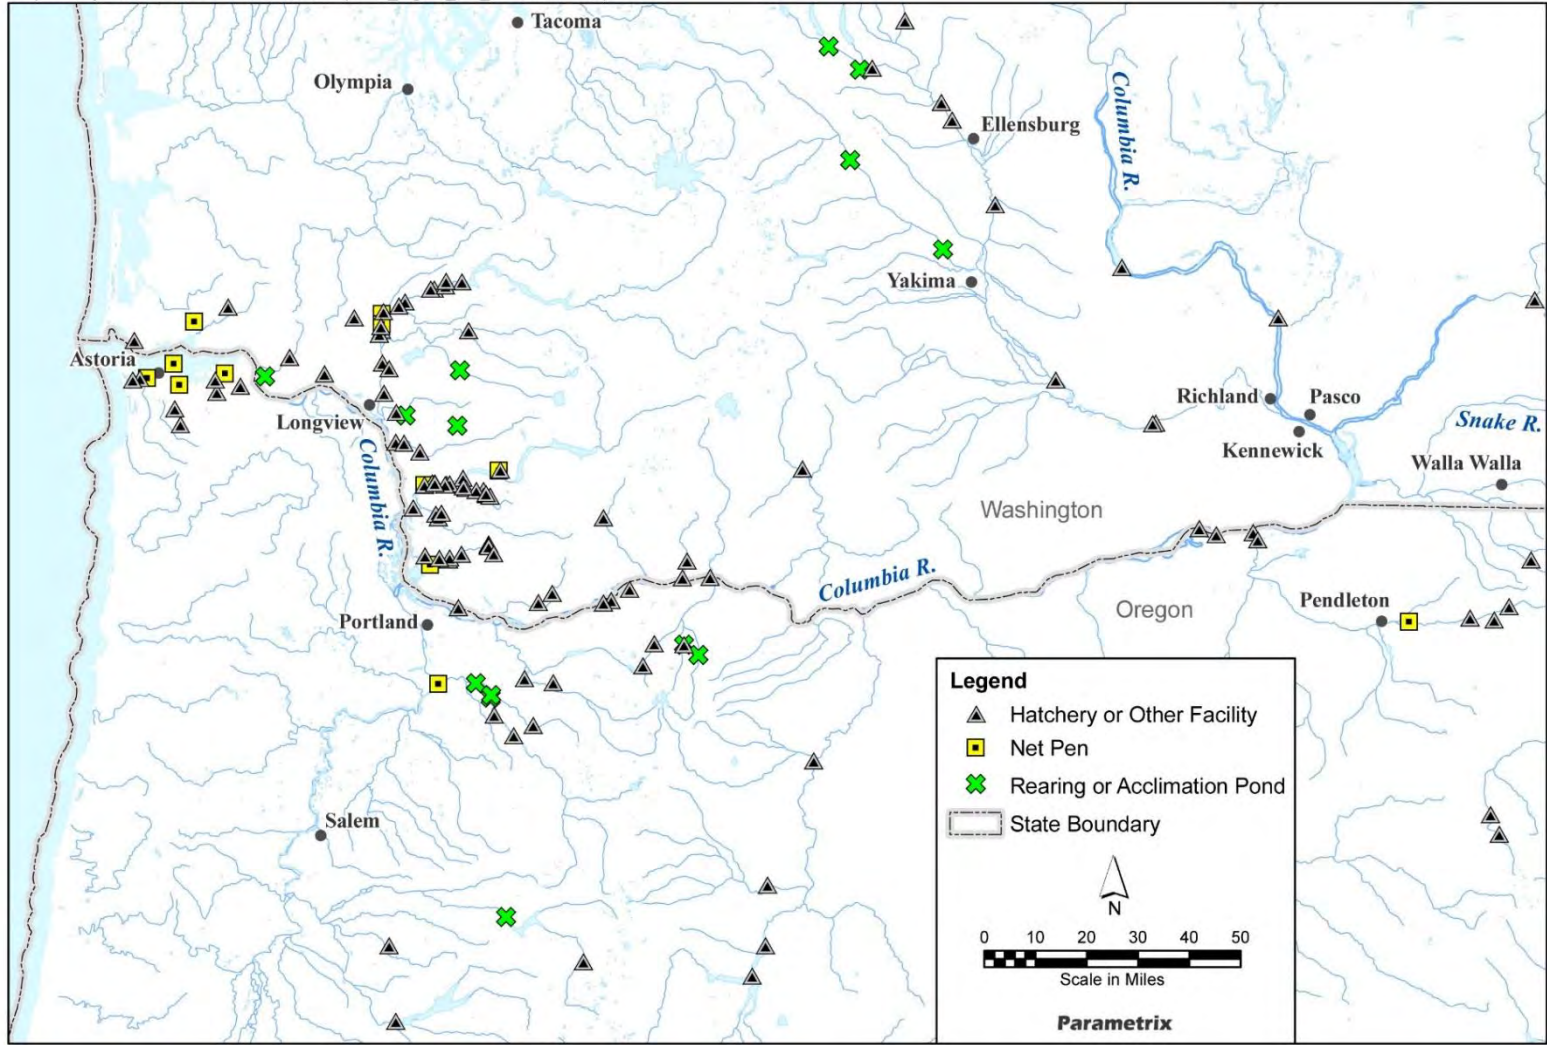 Tacoma
Olympia
Ellensburg
Columbia R.
Yakima
Astoria
Longview
Richland
Pasco
Kennewick
Snake R.
Walla Walla
Columbia R.
Washington
Columbia R.
Oregon
Portland
Pendleton
Salem
Legend
Hatchery or Other Facility
Net Pen
Rearing or Acclimation Pond
State Boundary
N
0 10 20 30 40 50
Scale in Miles
Parametrix